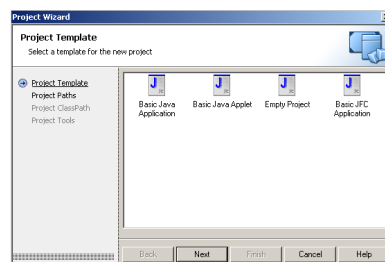 Project Wizard
Project Template
Select a template for the new project
Project Template
Project Paths
Project ClassPath
Project Tools
Basic Java Application
Basic Java Applet
Empty Project
Basic JFC Application
Back
Next
Finish
Cancel
Help